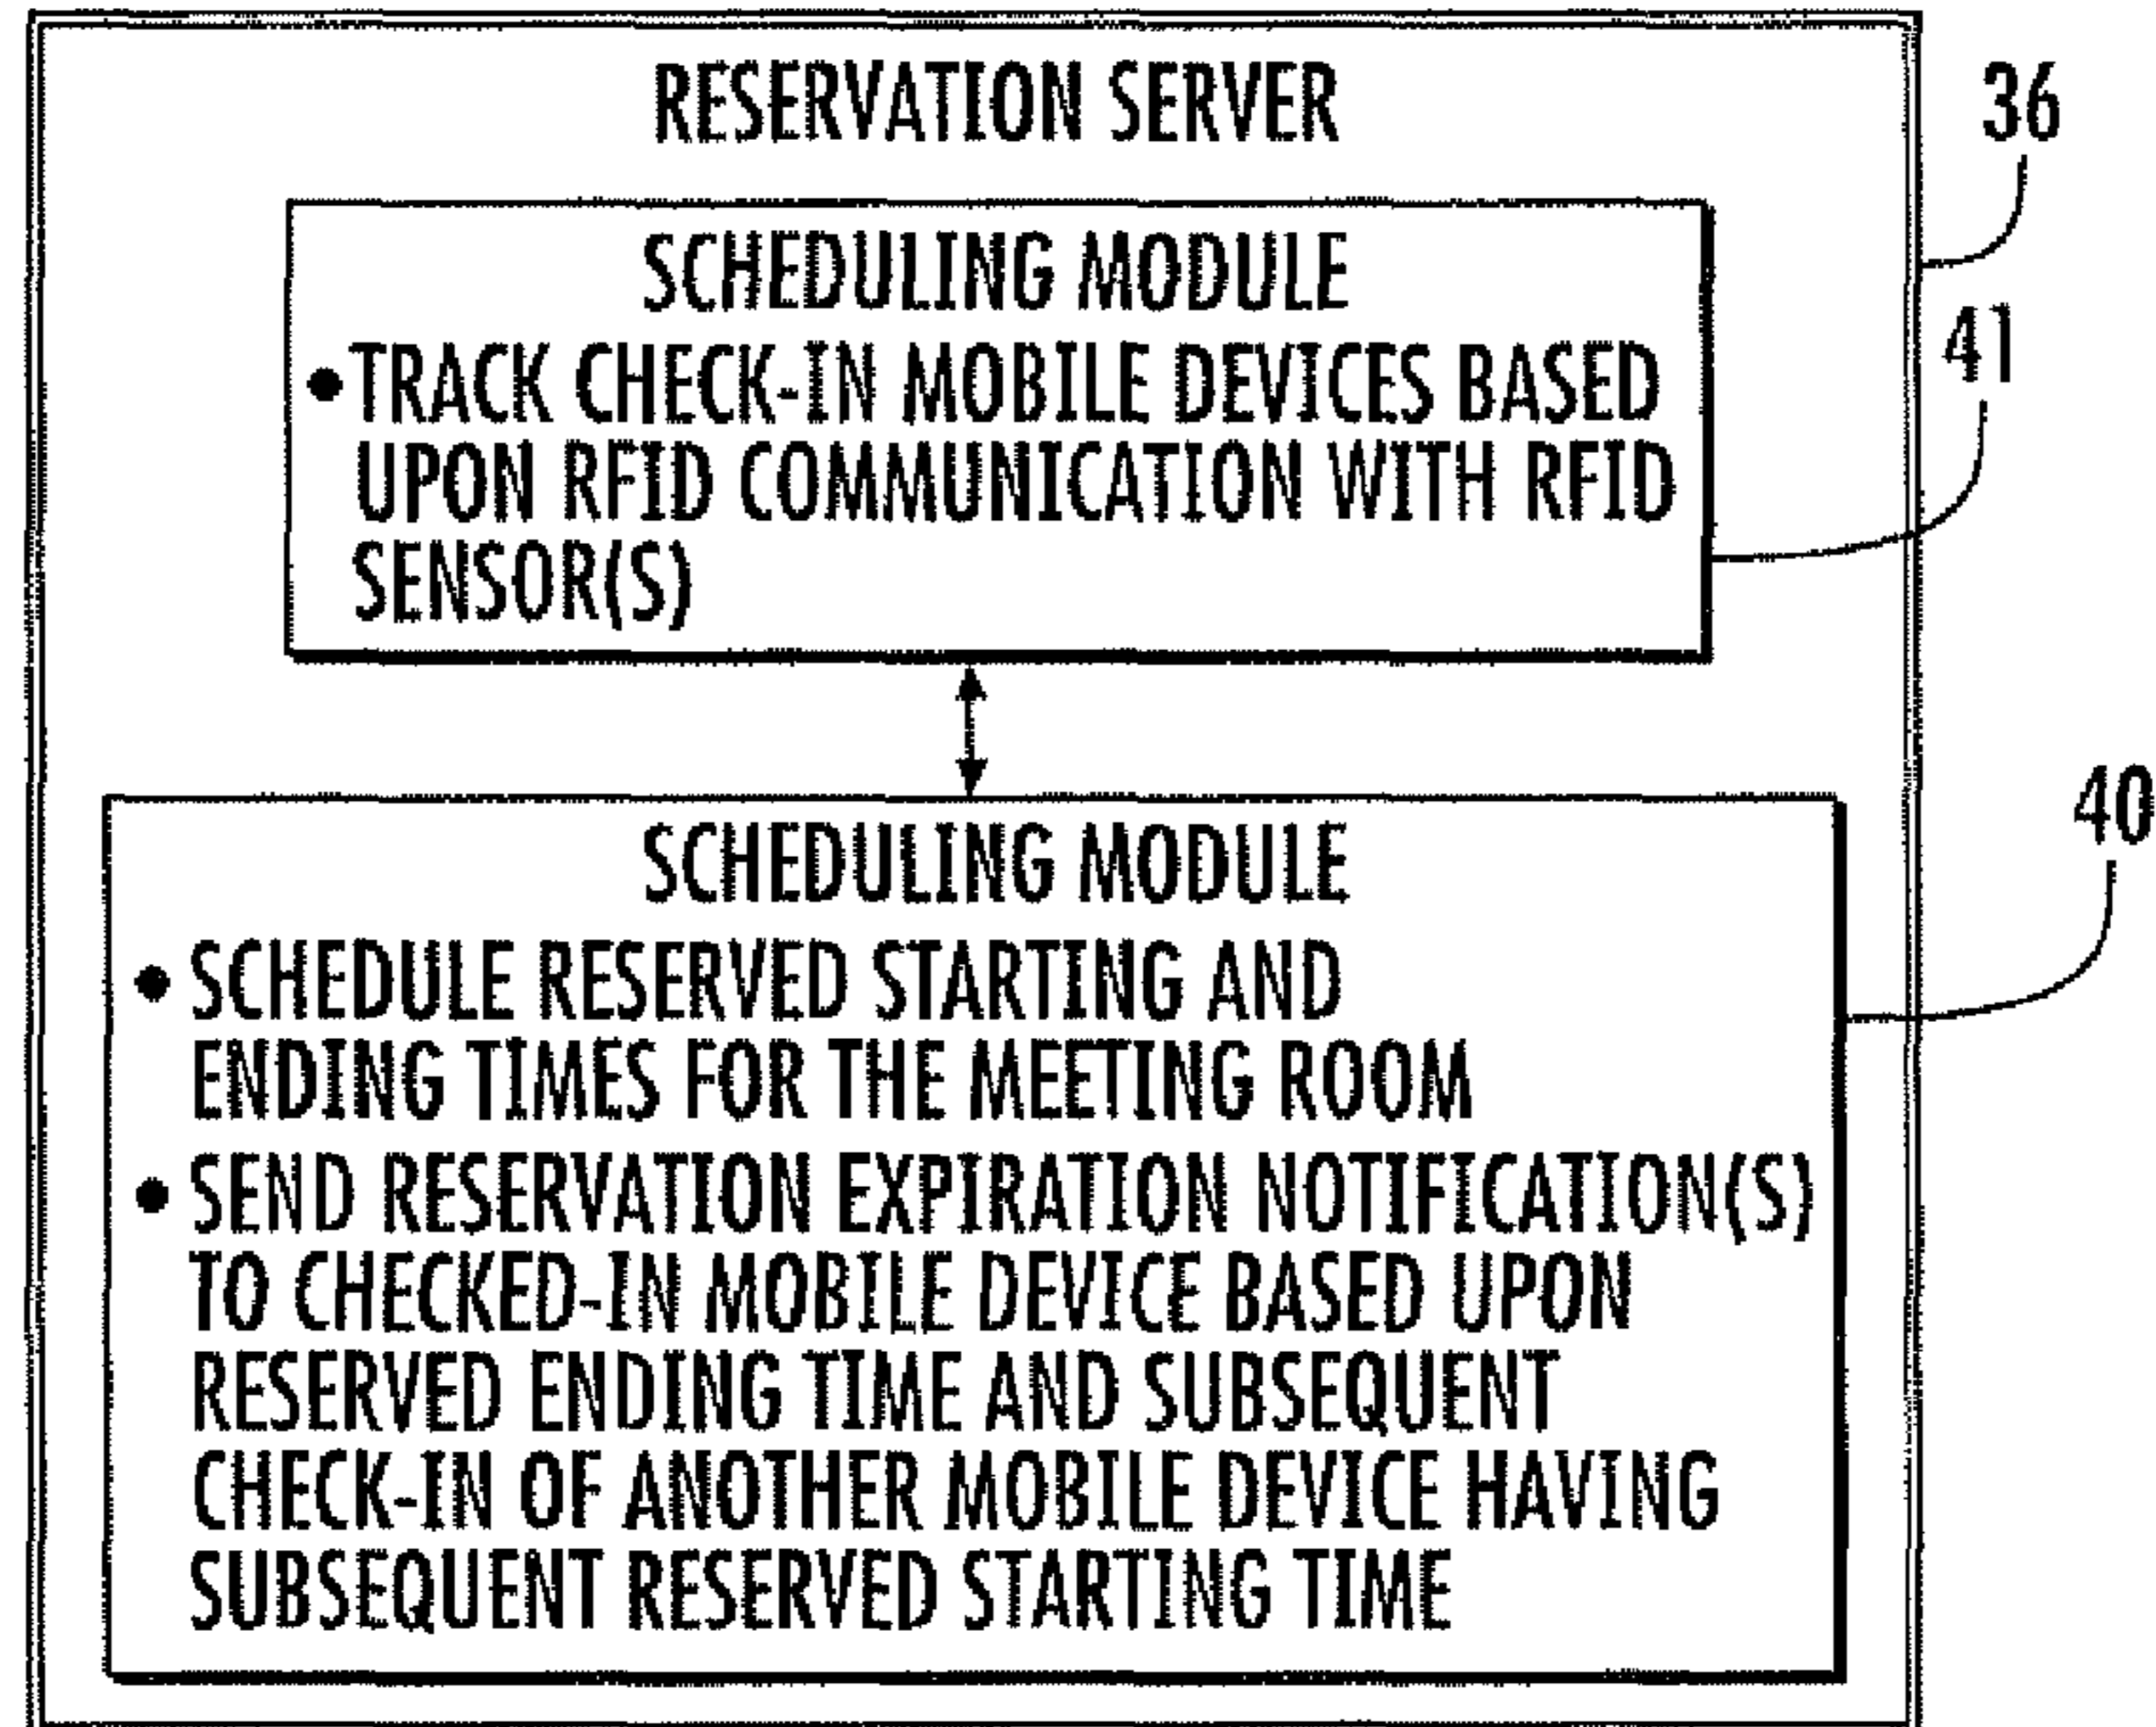 RESERVATION SERVER
36
SCHEDULING MODULE
41
•TRACK CHECK-IN MOBILE DEVICES BASED
UPON RFID COMMUNICATION WITH RFID
SENSOR(S)
40
SCHEDULING MODULE
• SCHEDULE RESERVED STARTING AND
ENDING TIMES FOR THE MEETING ROOM
• SEND RESERVATION EXPIRATION NOTIFICATION(S)
TO CHECKED-IN MOBILE DEVICE BASED UPON
RESERVED ENDING TIME AND SUBSEQUENT
CHECK-IN OF ANOTHER MOBILE DEVICE HAVING
SUBSEQUENT RESERVED STARTING TIME